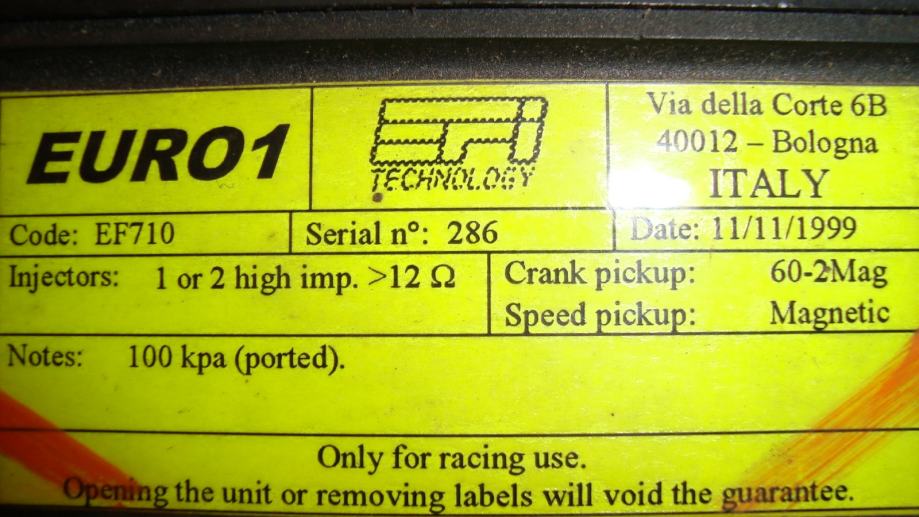 EURO1
EFI
TECHNOLOGY
Via della Corte 6B
40012 – Bologna
ITALY
Code: EF710
Serial n°: 286
Date: 11/11/1999
Injectors: 1 or 2 high imp. >12 Ω
Crank pickup: 60-2Mag
Speed pickup: Magnetic
Notes: 100 kpa (ported).
Only for racing use.
Opening the unit or removing labels will void the guarantee.